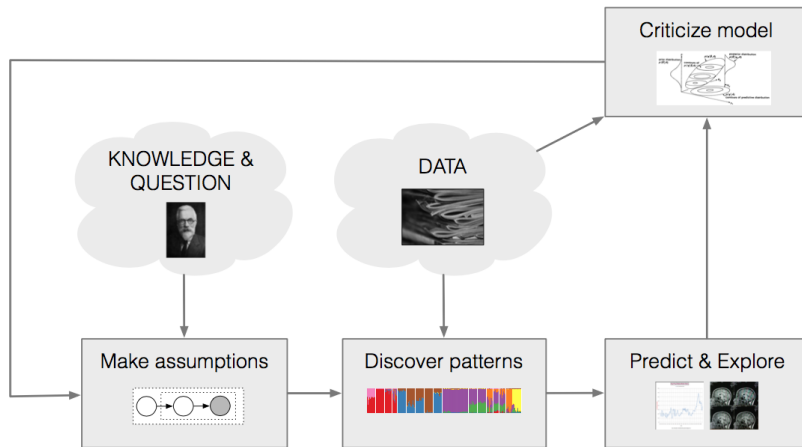 Criticize model
KNOWLEDGE &
QUESTION
DATA
Make assumptions
Discover patterns
Predict & Explore